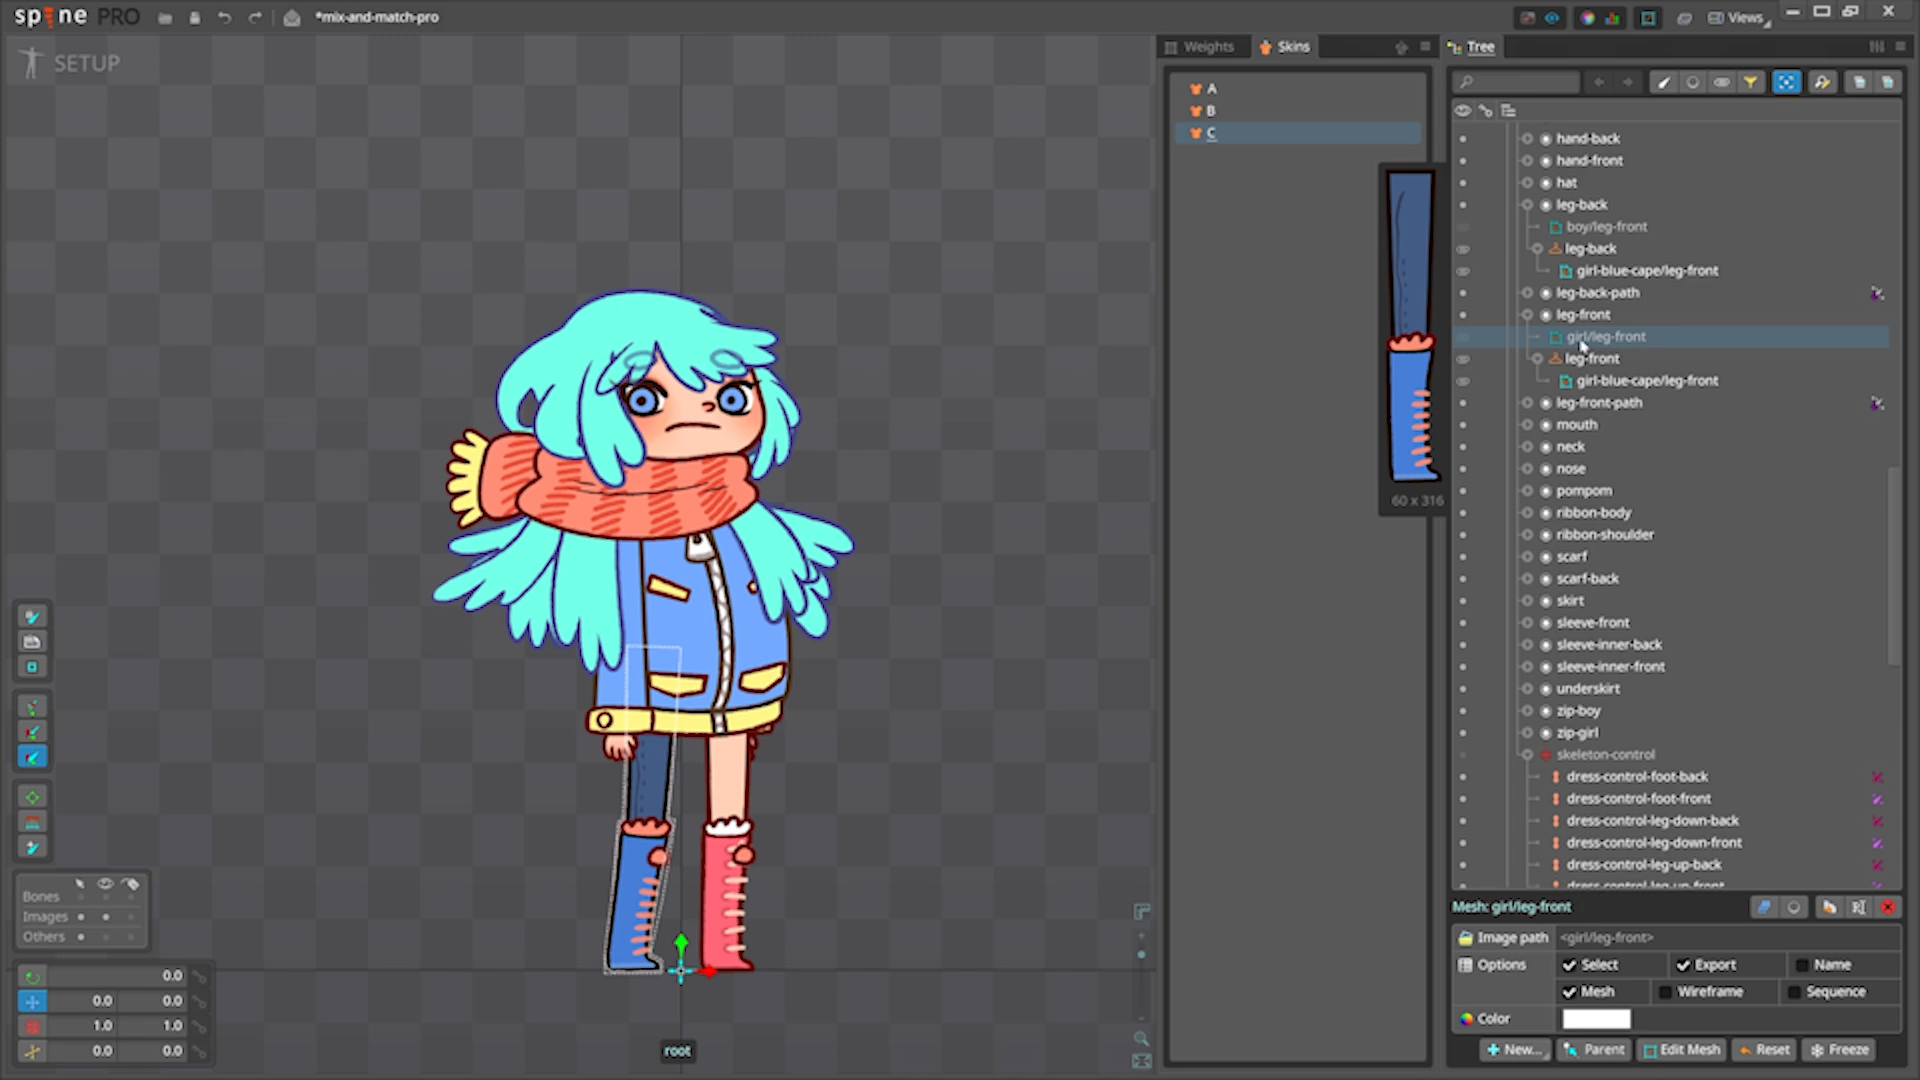 spine PRO
*mix-and-match-pro
Views
SETUP
Weights
Skins
Tree
A
B
C
60 x 316
hand-back
hand-front
hat
leg-back
boy/leg-front
leg-back
girl-blue-cape/leg-front
leg-back-path
leg-front
girl/leg-front
leg-front
girl-blue-cape/leg-front
leg-front-path
mouth
neck
nose
pompom
ribbon-body
ribbon-shoulder
scarf
scarf-back
skirt
sleeve-front
sleeve-inner-back
sleeve-inner-front
underskirt
zip-boy
zip-girl
skeleton-control
dress-control-foot-back
dress-control-foot-front
dress-control-leg-down-back
dress-control-leg-down-front
dress-control-leg-up-back
dress-control-leg-up-front
Mesh: girl/leg-front
Image path <girl/leg-front>
Options Select Export Name
Mesh Wireframe Sequence
Color
New... Parent Edit Mesh Reset Freeze
Bones
Images
Others
0.0
0.0 0.0
1.0 1.0
0.0 0.0
root